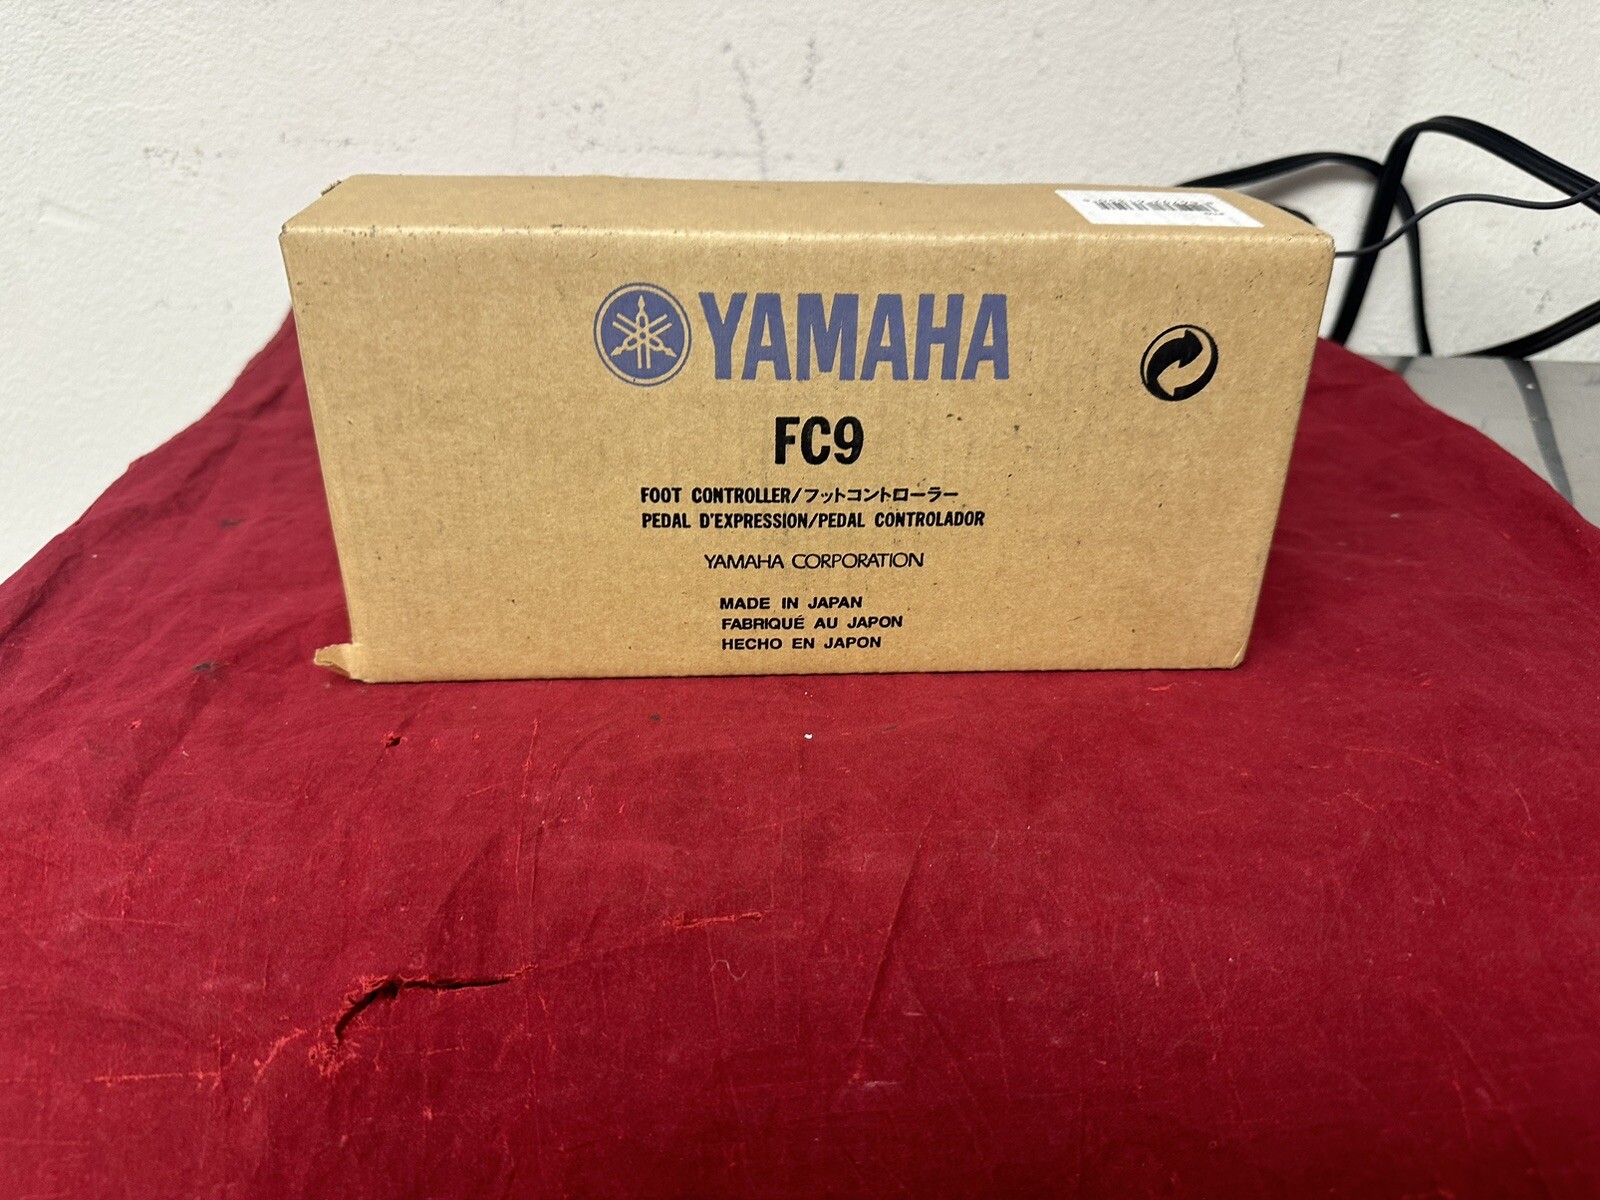 YAMAHA
FC9
FOOT CONTROLLER/フットコントローラー
PEDAL D'EXPRESSION/PEDAL CONTROLADOR
YAMAHA CORPORATION
MADE IN JAPAN
FABRIQUÉ AU JAPON
HECHO EN JAPON